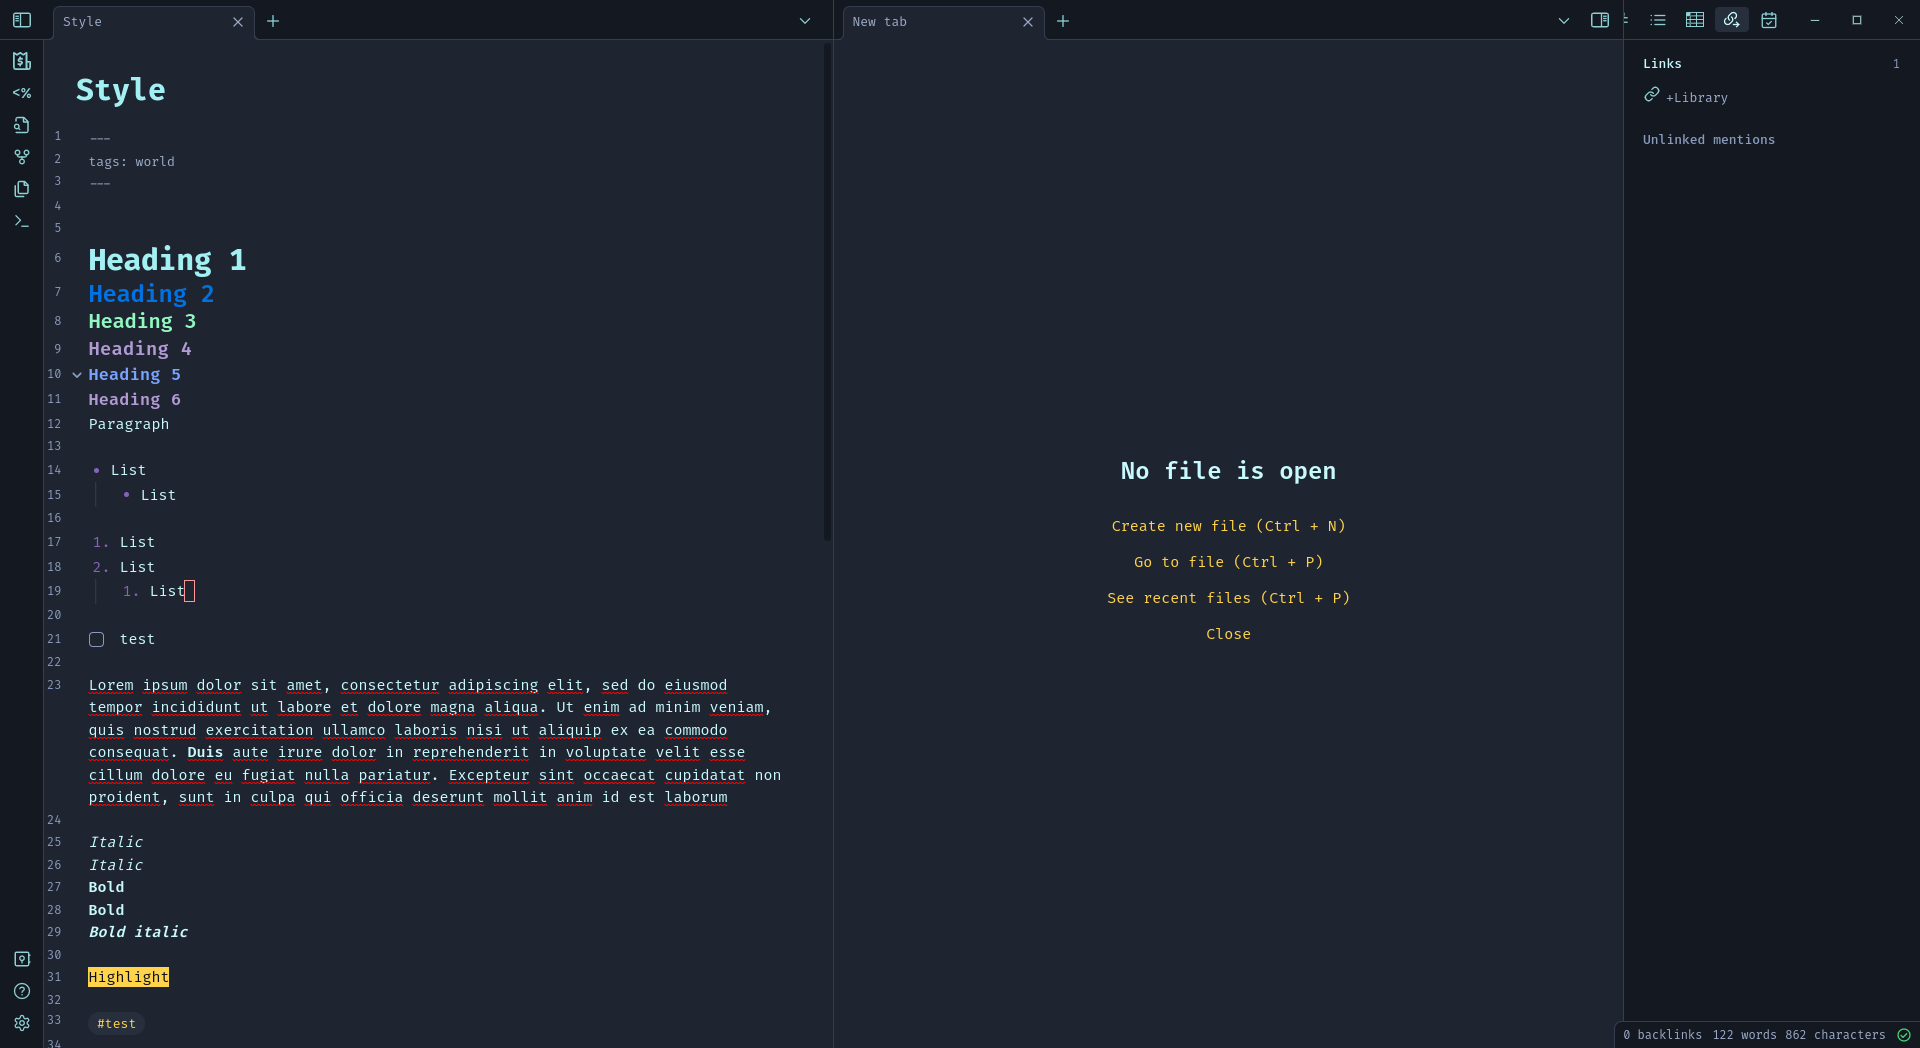 Style
New tab
Style
1 ---
2 tags: world
3 ---
4
5
6 Heading 1
7 Heading 2
8 Heading 3
9 Heading 4
10 Heading 5
11 Heading 6
12 Paragraph
13
14 • List
15 • List
16
17 1. List
18 2. List
19 1. List
20
21 test
22
23 Lorem ipsum dolor sit amet, consectetur adipiscing elit, sed do eiusmod
tempor incididunt ut labore et dolore magna aliqua. Ut enim ad minim veniam,
quis nostrud exercitation ullamco laboris nisi ut aliquip ex ea commodo
consequat. Duis aute irure dolor in reprehenderit in voluptate velit esse
cillum dolore eu fugiat nulla pariatur. Excepteur sint occaecat cupidatat non
proident, sunt in culpa qui officia deserunt mollit anim id est laborum
24
25 Italic
26 Italic
27 Bold
28 Bold
29 Bold italic
30
31 Highlight
32
33 #test
34
No file is open
Create new file (Ctrl + N)
Go to file (Ctrl + P)
See recent files (Ctrl + P)
Close
Links 1
+Library
Unlinked mentions
0 backlinks 122 words 862 characters